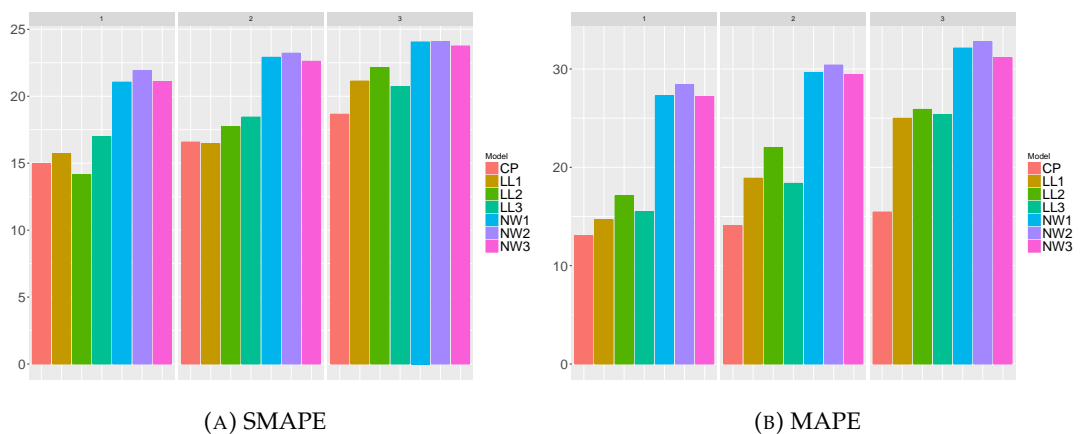 1 2 3
25
20
15
10
5
0
Model
CP
LL1
LL2
LL3
NW1
NW2
NW3
(A) SMAPE
1 2 3
30
20
10
0
Model
CP
LL1
LL2
LL3
NW1
NW2
NW3
(B) MAPE